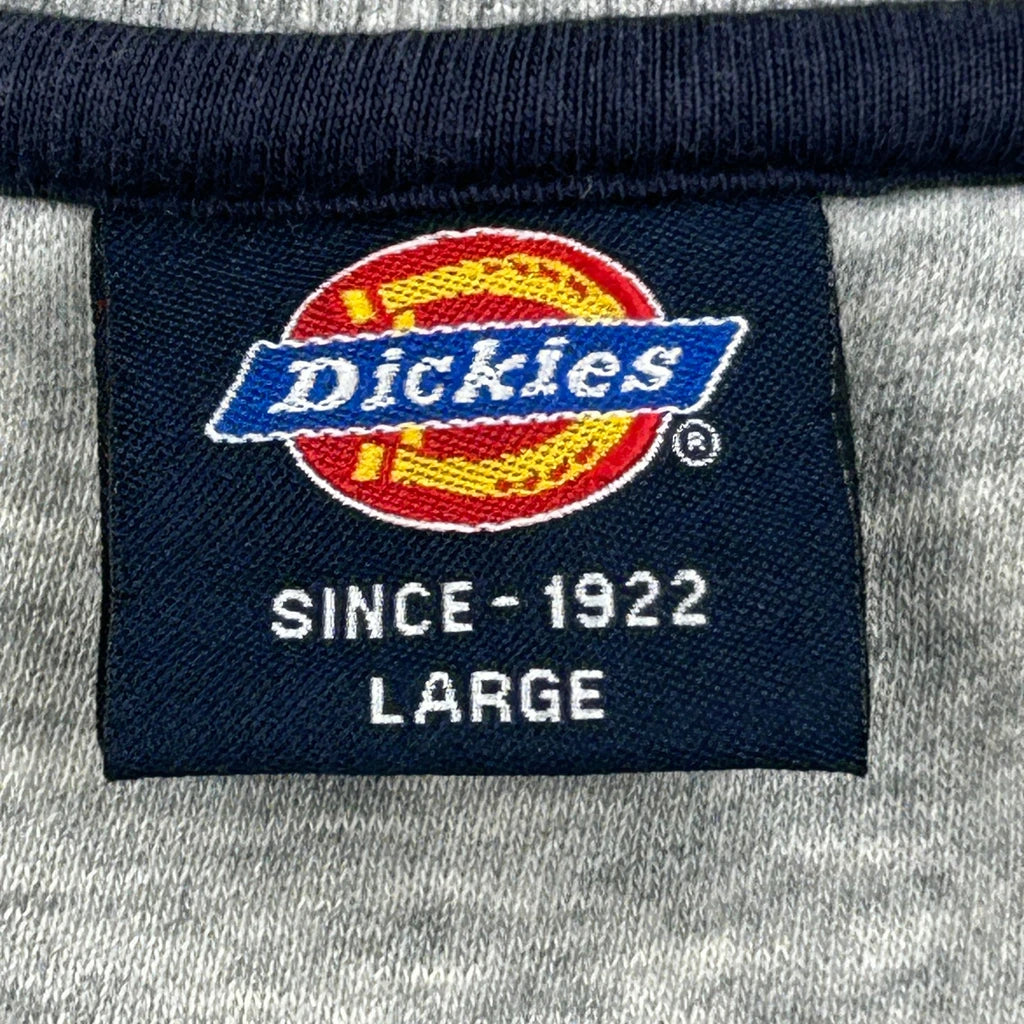 Dickies
®
SINCE - 1922
LARGE